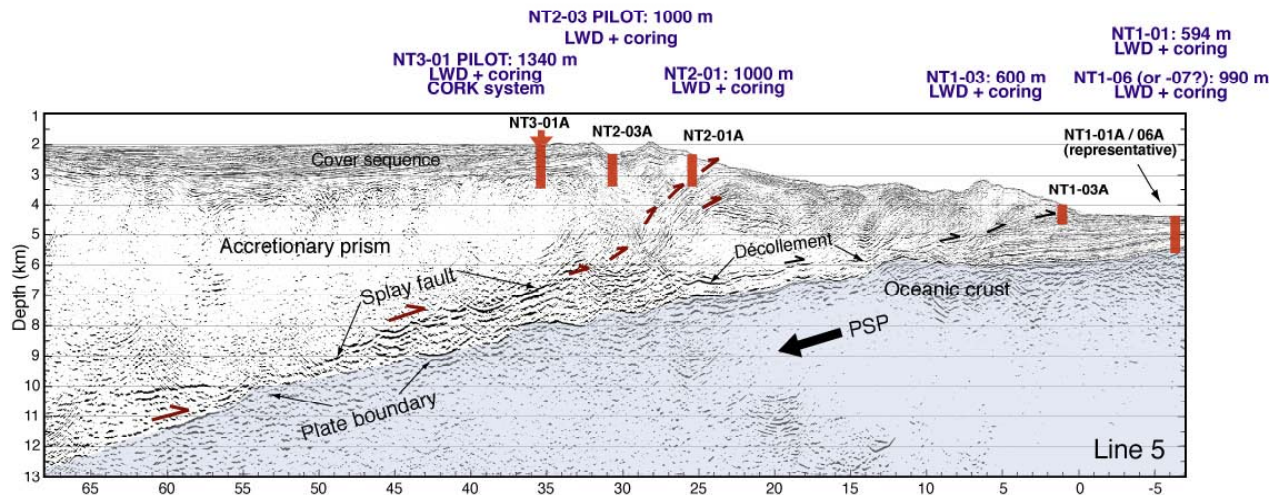 NT2-03 PILOT: 1000 m
LWD + coring
NT3-01 PILOT: 1340 m
LWD + coring
CORK system
NT2-01: 1000 m
LWD + coring
NT1-03: 600 m
LWD + coring
NT1-01: 594 m
LWD + coring
NT1-06 (or -07?): 990 m
LWD + coring
NT3-01A
NT2-03A
NT2-01A
NT1-01A / 06A
(representative)
NT1-03A
Cover sequence
Accretionary prism
Splay fault
Décollement
Oceanic crust
PSP
Plate boundary
Line 5
Depth (km)
1
2
3
4
5
6
7
8
9
10
11
12
13
65 60 55 50 45 40 35 30 25 20 15 10 5 0 -5